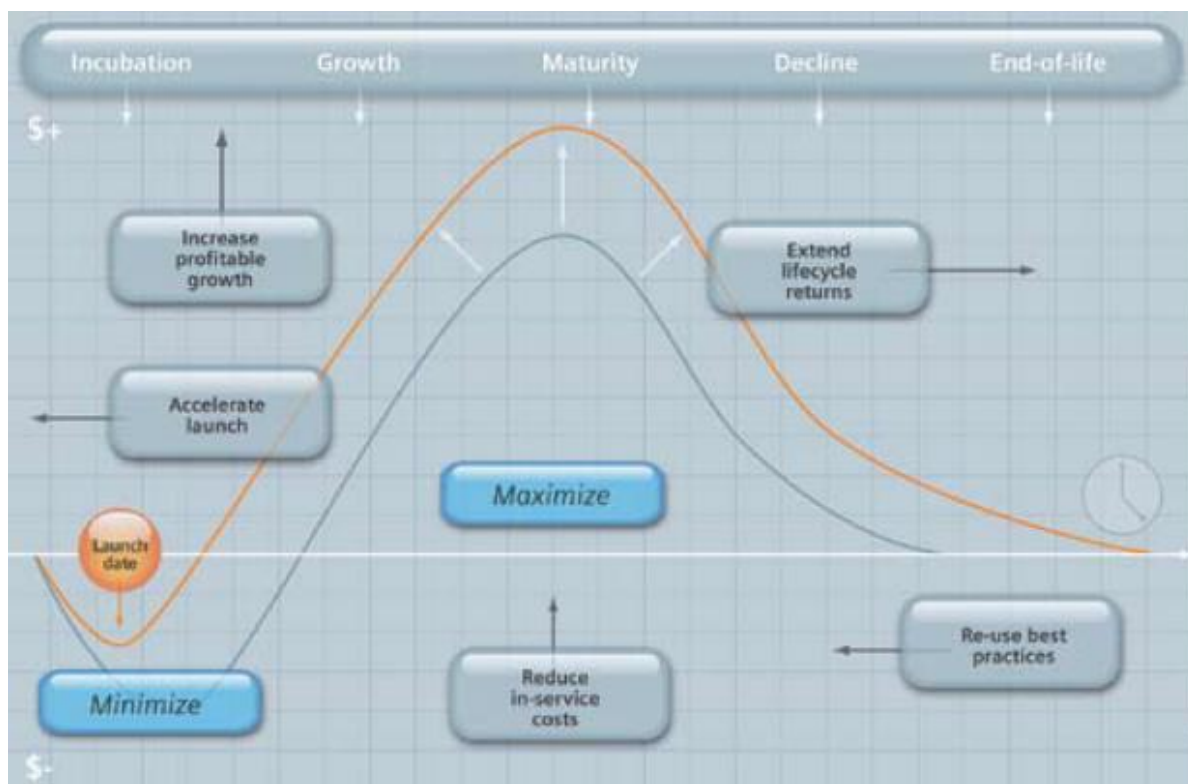 Incubation Growth Maturity Decline End-of-life
$+
Increase
profitable
growth
Extend
lifecycle
returns
Accelerate
launch
Maximize
Launch
date
Re-use best
practices
Reduce
in-service
costs
Minimize
$-